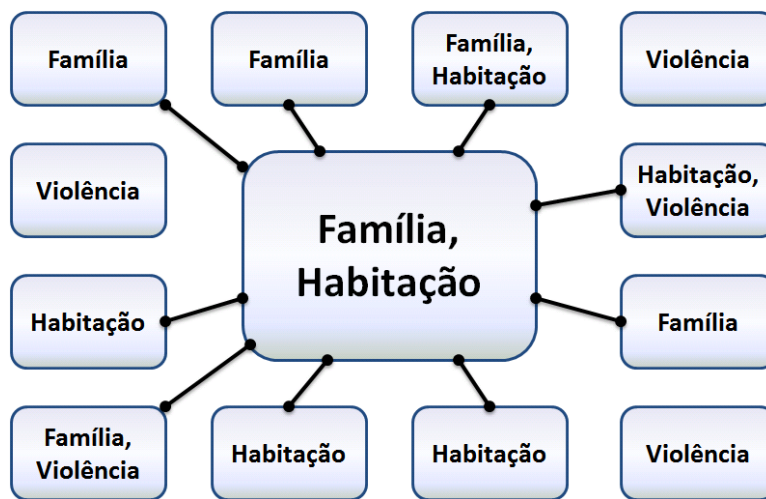 Família
Família
Família,
Habitação
Violência
Violência
Família,
Habitação
Habitação,
Violência
Habitação
Família
Família,
Violência
Habitação
Habitação
Violência